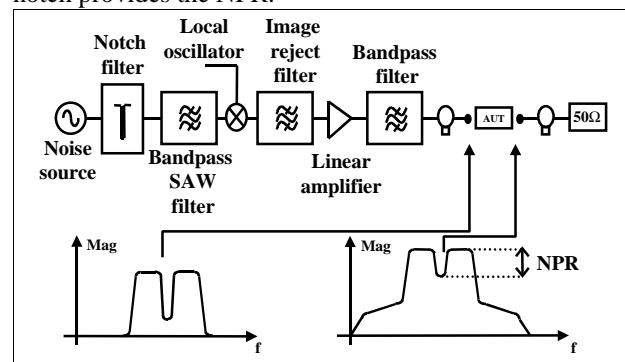 notch provides the NPR.
Notch
filter
Local
oscillator
Image
reject
filter
Bandpass
filter
Noise
source
Bandpass
SAW
filter
Linear
amplifier
AUT
50Ω
Mag
f
Mag
NPR
f